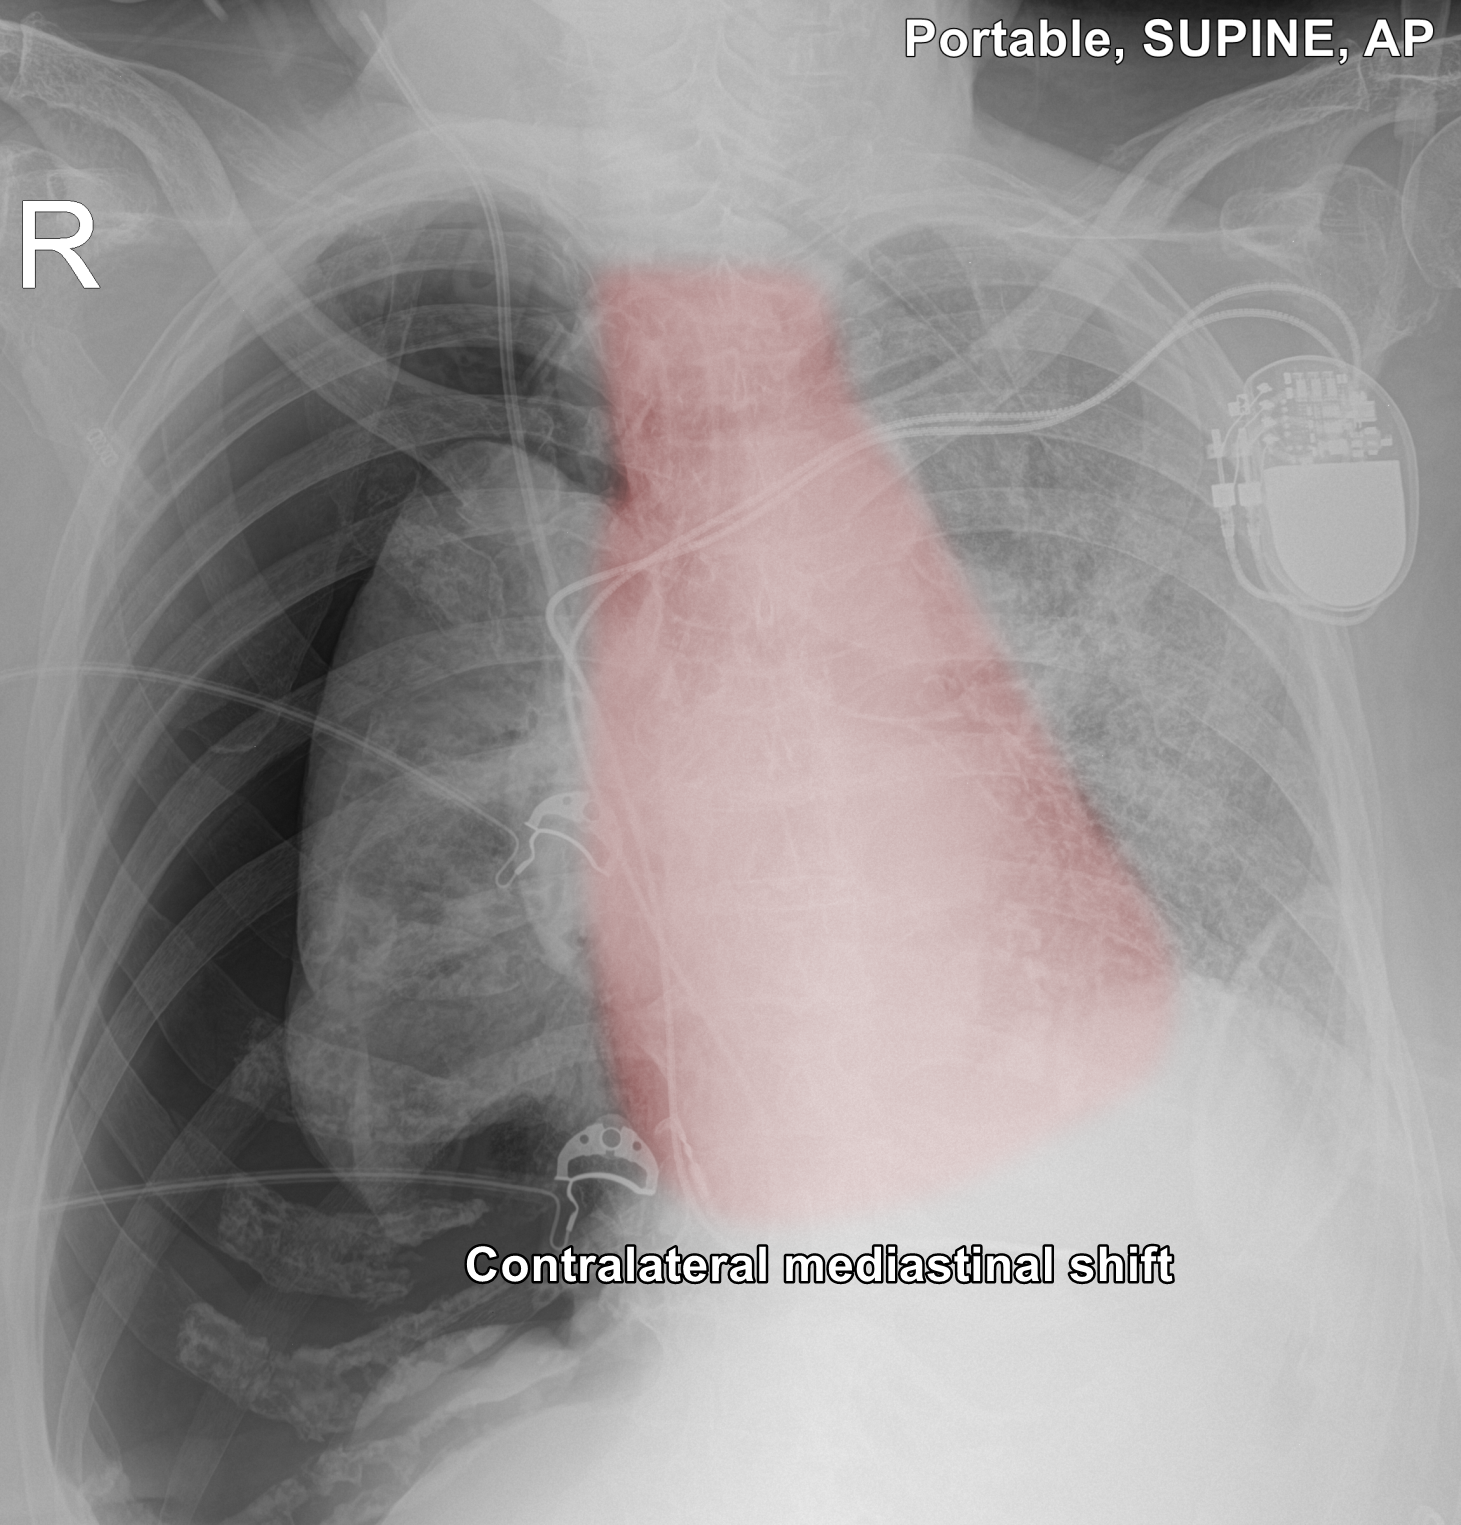 Portable, SUPINE, AP
R
Contralateral mediastinal shift